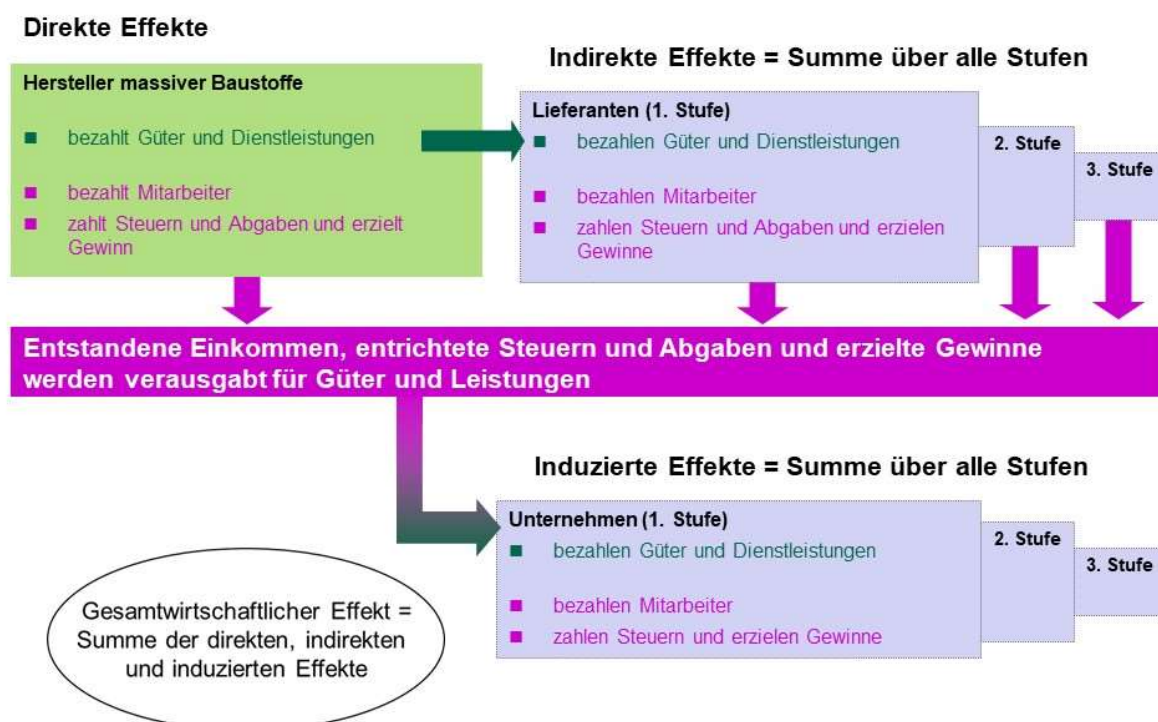 Direkte Effekte
Hersteller massiver Baustoffe
bezahlt Güter und Dienstleistungen
bezahlt Mitarbeiter
zahlt Steuern und Abgaben und erzielt
Gewinn
Indirekte Effekte = Summe über alle Stufen
Lieferanten (1. Stufe)
bezahlen Güter und Dienstleistungen
bezahlen Mitarbeiter
zahlen Steuern und Abgaben und erzielen
Gewinne
2. Stufe
3. Stufe
Entstandene Einkommen, entrichtete Steuern und Abgaben und erzielte Gewinne
werden verausgabt für Güter und Leistungen
Induzierte Effekte = Summe über alle Stufen
Unternehmen (1. Stufe)
bezahlen Güter und Dienstleistungen
bezahlen Mitarbeiter
zahlen Steuern und erzielen Gewinne
2. Stufe
3. Stufe
Gesamtwirtschaftlicher Effekt =
Summe der direkten, indirekten
und induzierten Effekte